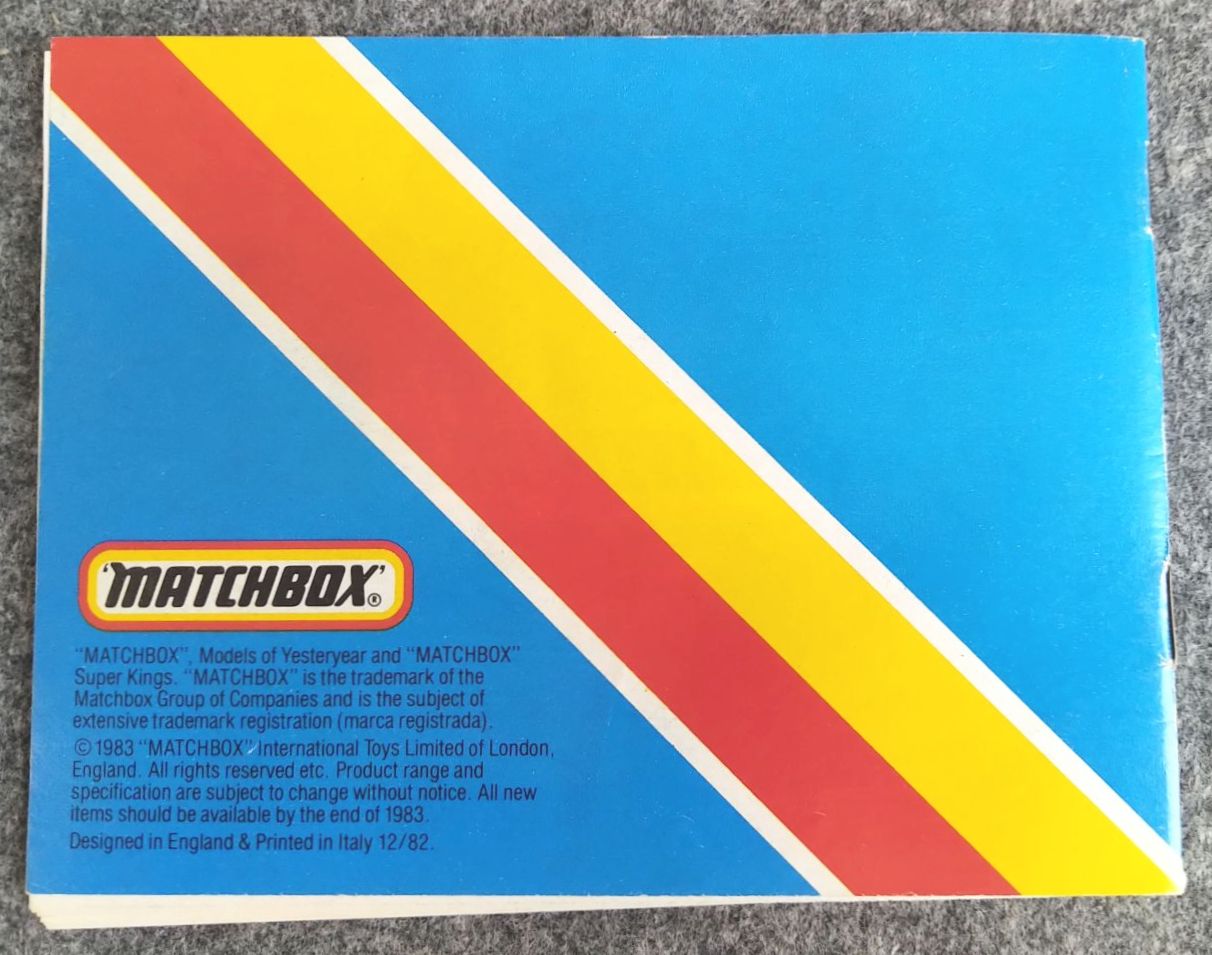 'MATCHBOX'®
"MATCHBOX", Models of Yesteryear and "MATCHBOX"
Super Kings. "MATCHBOX" is the trademark of the
Matchbox Group of Companies and is the subject of
extensive trademark registration (marca registrada).
© 1983 "MATCHBOX" International Toys Limited of London,
England. All rights reserved etc. Product range and
specification are subject to change without notice. All new
items should be available by the end of 1983.
Designed in England & Printed in Italy 12/82.